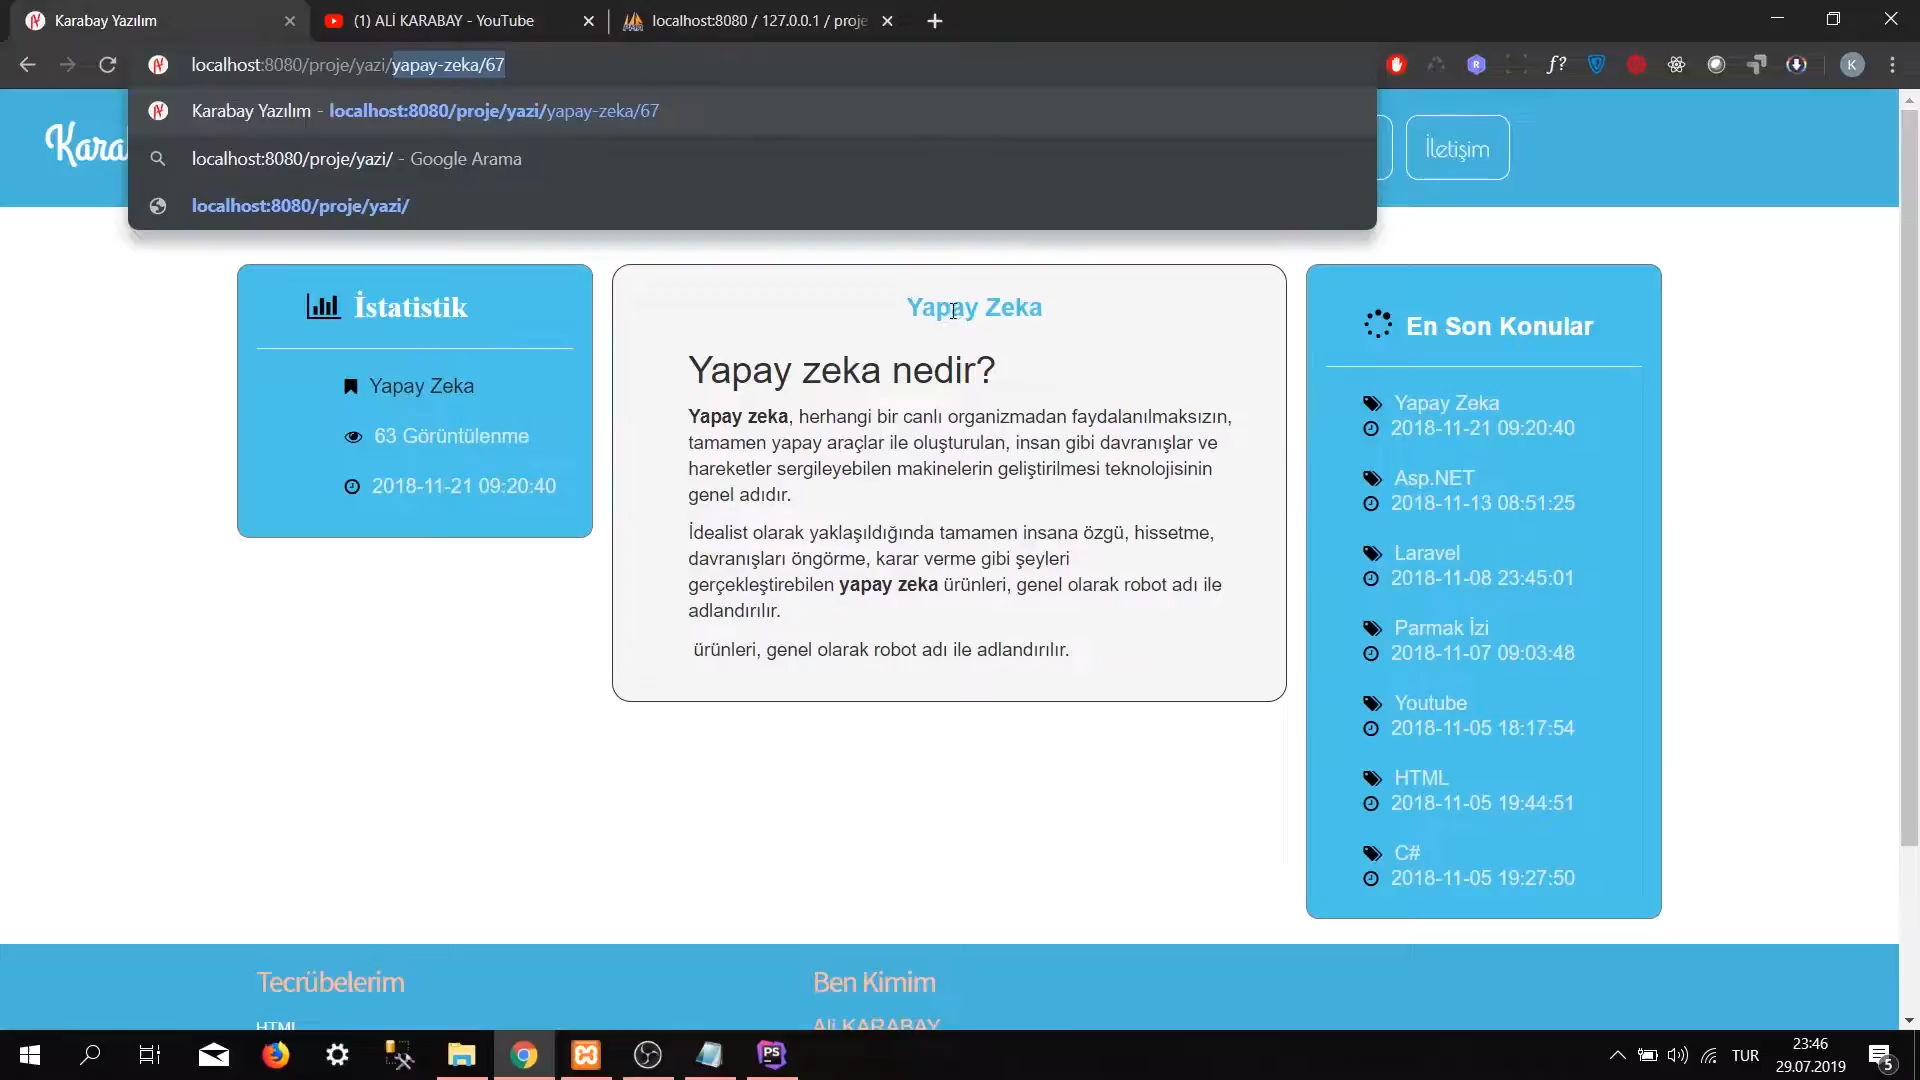 Karabay Yazılım
(1) ALİ KARABAY - YouTube
localhost:8080 / 127.0.0.1 / proje
localhost:8080/proje/yazi/yapay-zeka/67
K
Karabay Yazılım - localhost:8080/proje/yazi/yapay-zeka/67
localhost:8080/proje/yazi/ - Google Arama
localhost:8080/proje/yazi/
Kara
İletişim
İstatistik
Yapay Zeka
63 Görüntülenme
2018-11-21 09:20:40
Yapay Zeka
Yapay zeka nedir?
Yapay zeka, herhangi bir canlı organizmadan faydalanılmaksızın,
tamamen yapay araçlar ile oluşturulan, insan gibi davranışlar ve
hareketler sergileyebilen makinelerin geliştirilmesi teknolojisinin
genel adıdır.
İdealist olarak yaklaşıldığında tamamen insana özgü, hissetme,
davranışları öngörme, karar verme gibi şeyleri
gerçekleştirebilen yapay zeka ürünleri, genel olarak robot adı ile
adlandırılır.
ürünleri, genel olarak robot adı ile adlandırılır.
En Son Konular
Yapay Zeka
2018-11-21 09:20:40
Asp.NET
2018-11-13 08:51:25
Laravel
2018-11-08 23:45:01
Parmak İzi
2018-11-07 09:03:48
Youtube
2018-11-05 18:17:54
HTML
2018-11-05 19:44:51
C#
2018-11-05 19:27:50
Tecrübelerim
HTML
Ben Kimim
Ali KARABAY
TUR
23:46
29.07.2019
5